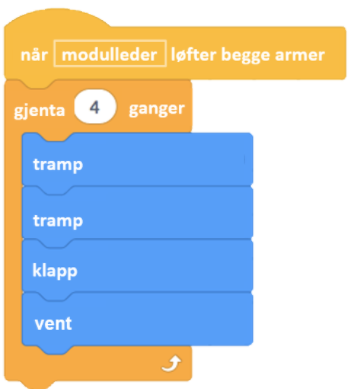 når modulleder løfter begge armer
gjenta 4 ganger
tramp
tramp
klapp
vent